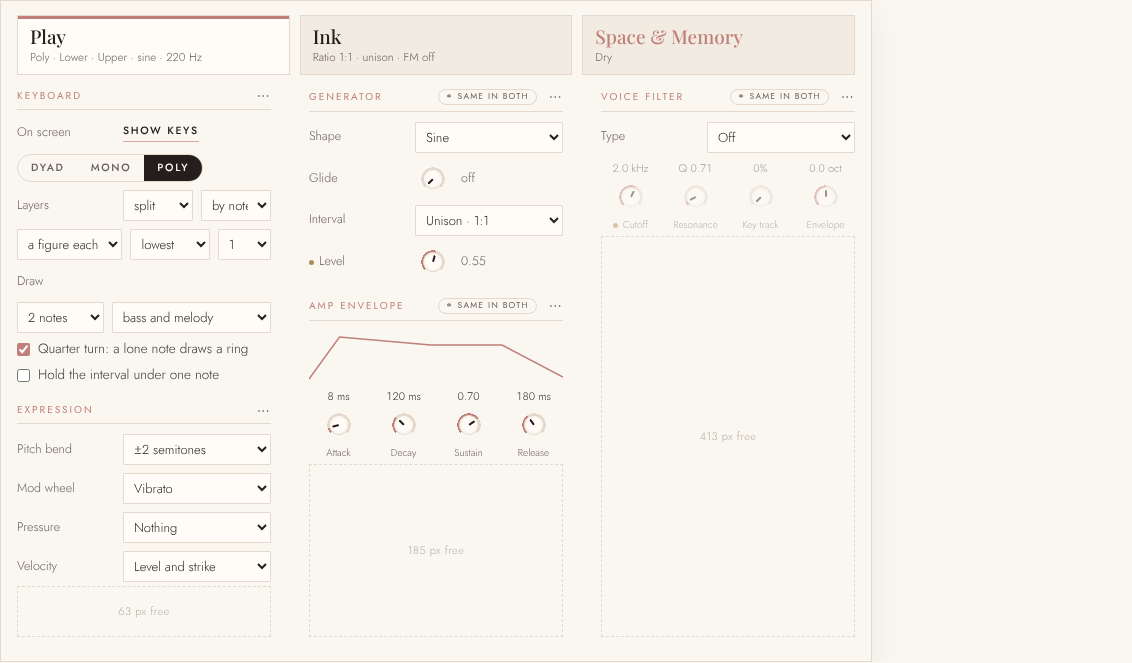 Play
Poly · Lower · Upper · sine · 220 Hz
Ink
Ratio 1:1 · unison · FM off
Space & Memory
Dry
KEYBOARD ...
On screen SHOW KEYS
DYAD MONO POLY
Layers split by note
a figure each lowest 1
Draw
2 notes bass and melody
Quarter turn: a lone note draws a ring
Hold the interval under one note
EXPRESSION ...
Pitch bend ±2 semitones
Mod wheel Vibrato
Pressure Nothing
Velocity Level and strike
63 px free
GENERATOR SAME IN BOTH ...
Shape Sine
Glide off
Interval Unison · 1:1
Level 0.55
AMP ENVELOPE SAME IN BOTH ...
8 ms 120 ms 0.70 180 ms
Attack Decay Sustain Release
185 px free
VOICE FILTER SAME IN BOTH ...
Type Off
2.0 kHz Q 0.71 0% 0.0 oct
Cutoff Resonance Key track Envelope
413 px free